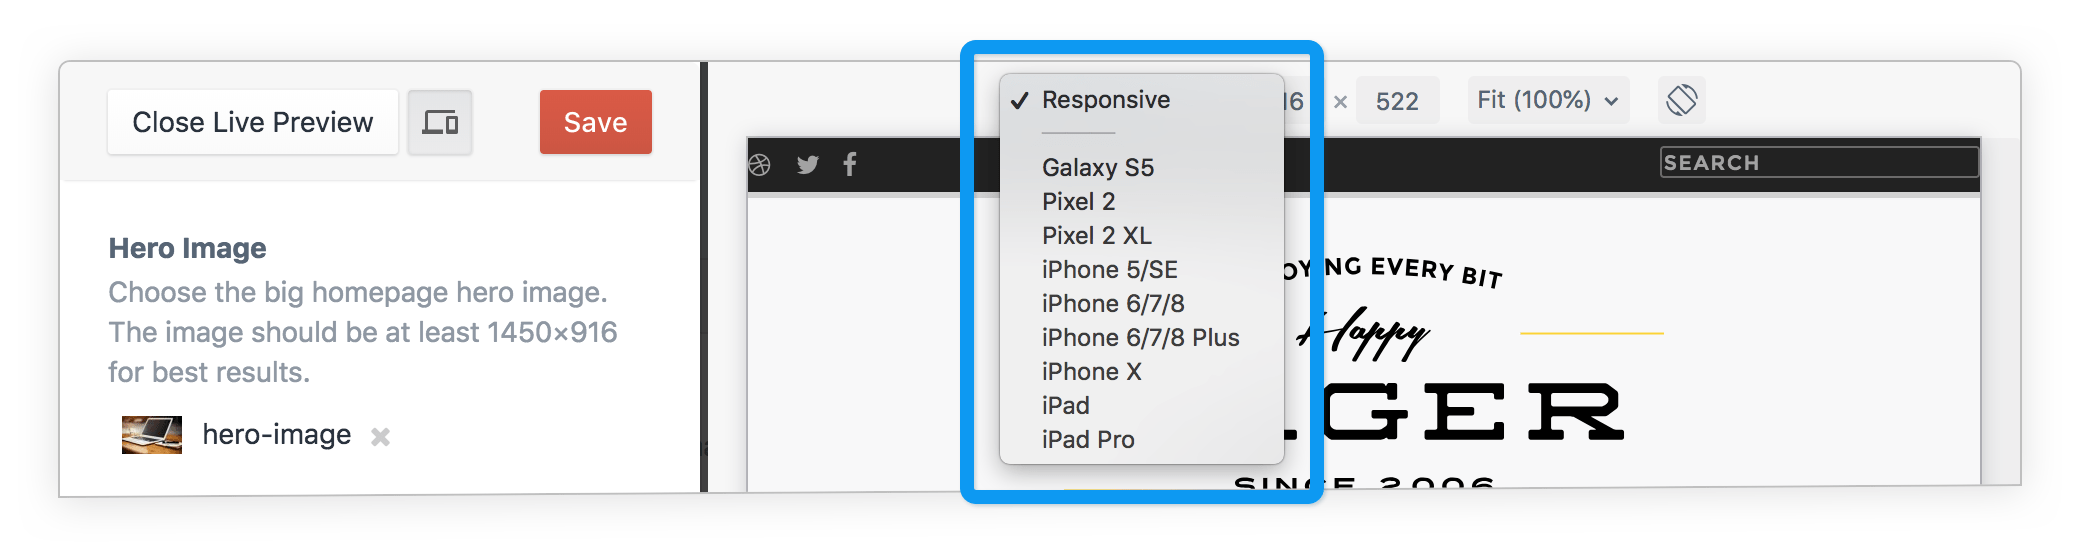 Close Live Preview
Save
Hero Image
Choose the big homepage hero image.
The image should be at least 1450×916
for best results.
hero-image
✓ Responsive
Galaxy S5
Pixel 2
Pixel 2 XL
iPhone 5/SE
iPhone 6/7/8
iPhone 6/7/8 Plus
iPhone X
iPad
iPad Pro
16 × 522
Fit (100%)
SEARCH
OYING EVERY BIT
Happy
GER
SINCE 2006